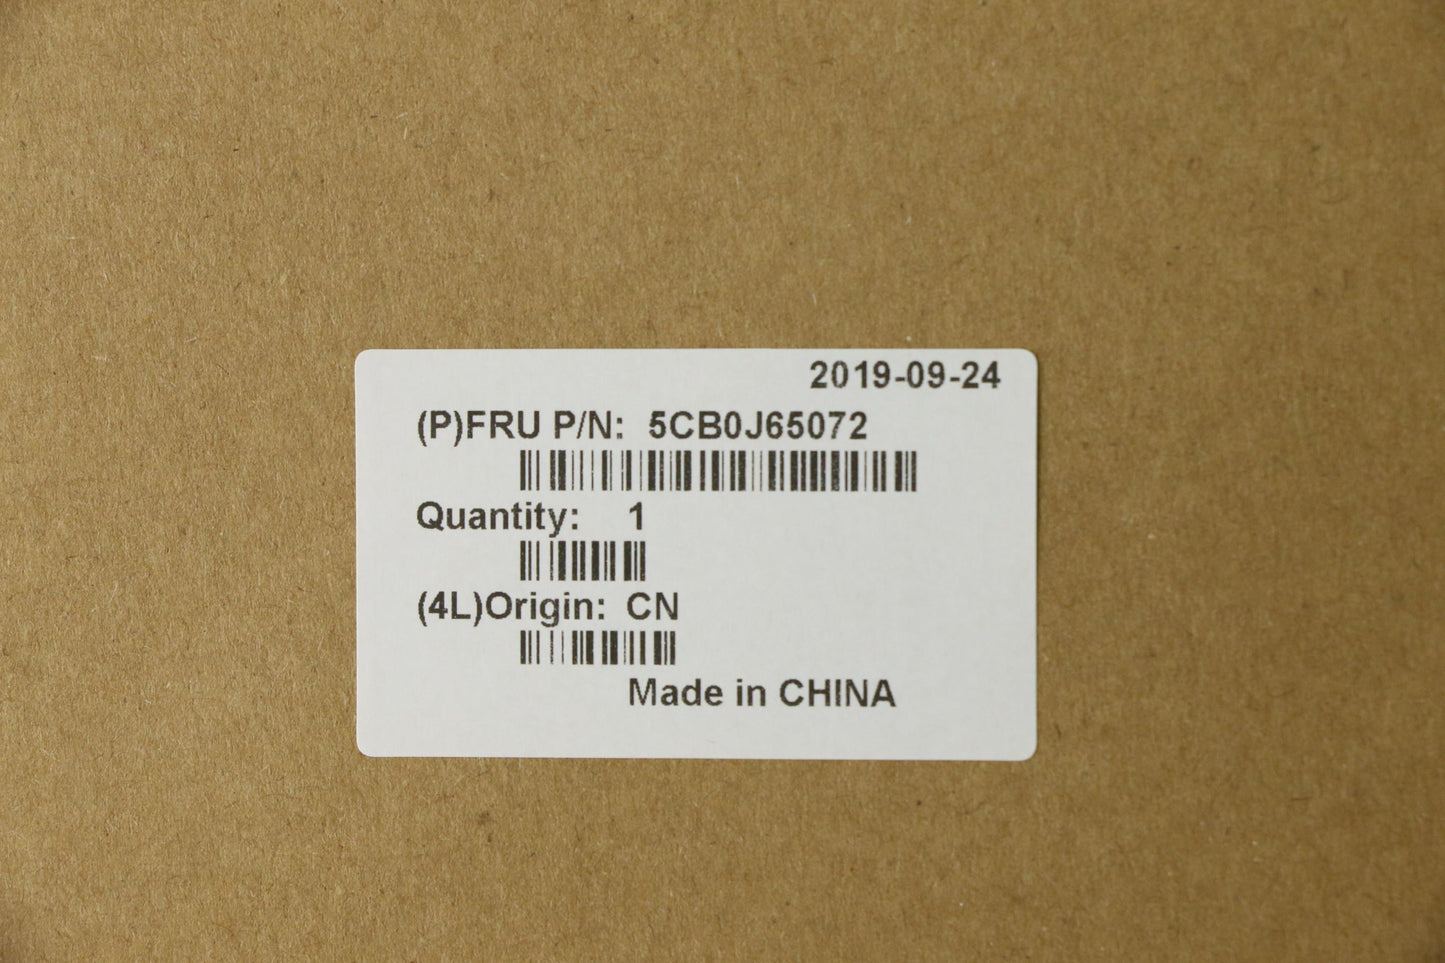 2019-09-24
(P)FRU P/N: 5CB0J65072
Quantity: 1
(4L)Origin: CN
Made in CHINA